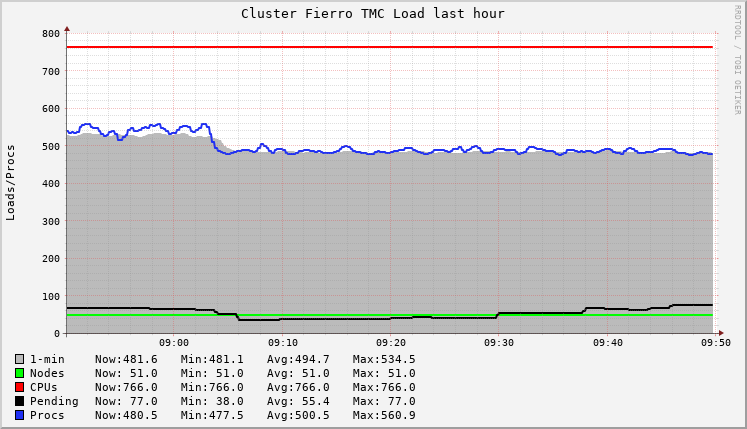 Cluster Fierro TMC Load last hour
RRDTOOL / TOBI OETIKER
Loads/Procs
800
700
600
500
400
300
200
100
0
09:00 09:10 09:20 09:30 09:40 09:50
1-min Now:481.6 Min:481.1 Avg:494.7 Max:534.5
Nodes Now: 51.0 Min: 51.0 Avg: 51.0 Max: 51.0
CPUs Now:766.0 Min:766.0 Avg:766.0 Max:766.0
Pending Now: 77.0 Min: 38.0 Avg: 55.4 Max: 77.0
Procs Now:480.5 Min:477.5 Avg:500.5 Max:560.9